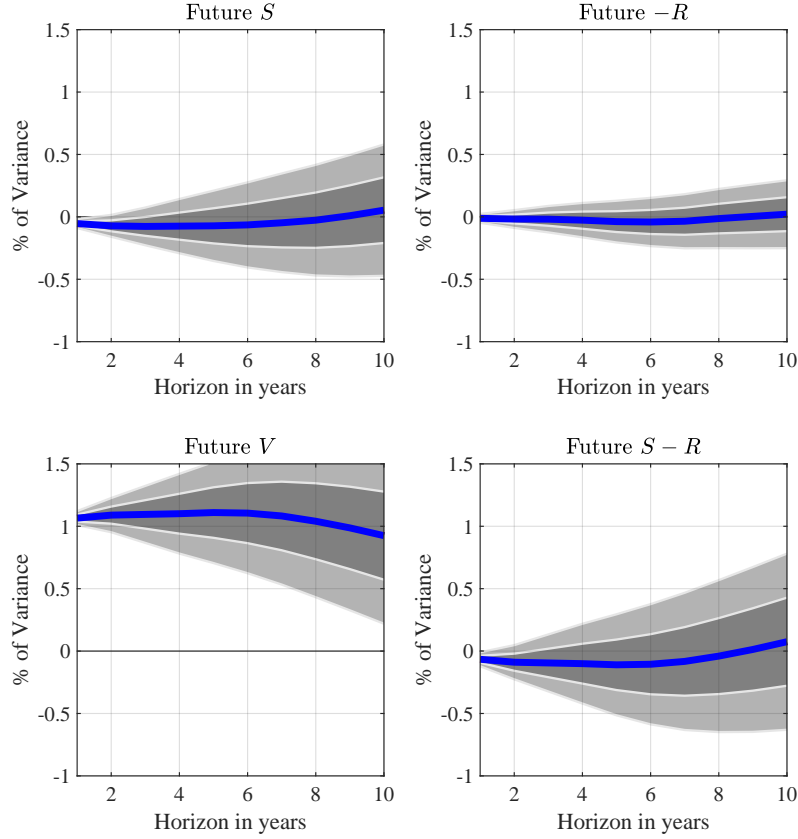 Future S
1.5
1
0.5
0
-0.5
-1
% of Variance
2 4 6 8 10
Horizon in years
Future −R
1.5
1
0.5
0
-0.5
-1
% of Variance
2 4 6 8 10
Horizon in years
Future V
1.5
1
0.5
0
-0.5
-1
% of Variance
2 4 6 8 10
Horizon in years
Future S − R
1.5
1
0.5
0
-0.5
-1
% of Variance
2 4 6 8 10
Horizon in years